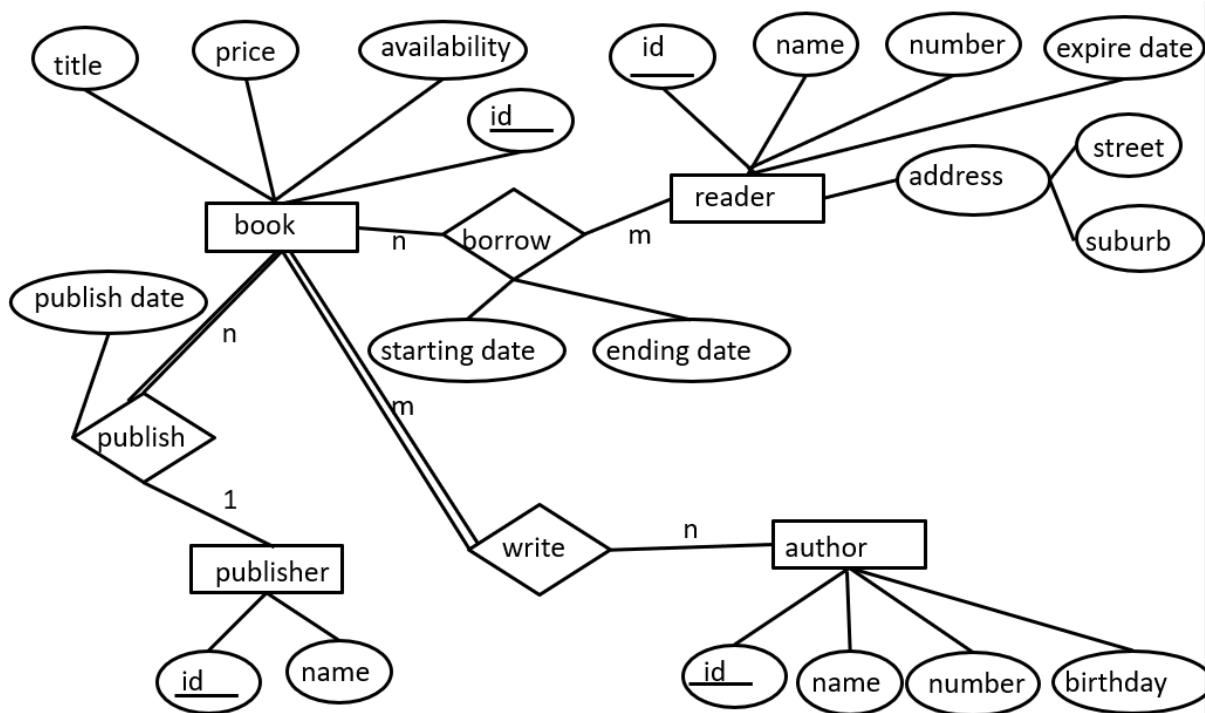 title
price
availability
id
id
name
number
expire date
street
address
suburb
reader
book
n
borrow
m
publish date
n
starting date
ending date
m
publish
1
n
write
author
publisher
id
name
id
name
number
birthday